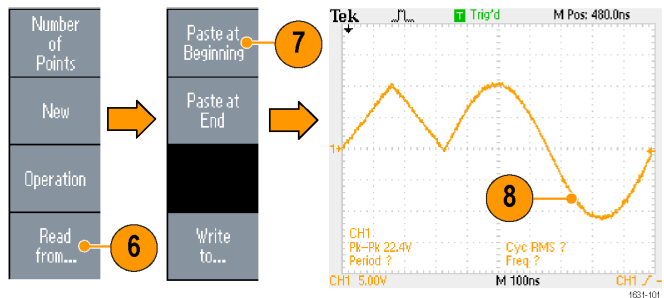 Number
of
Points
New
Operation
Read
from...
6
Paste at
Beginning
7
Paste at
End
Write
to...
Tek
T Trig'd
M Pos: 480.0ns
1+
8
CH1
Pk-Pk 22.4V
Cyc RMS ?
Period ?
Freq ?
CH1 5.00V
M 100ns
CH1 /
1631-101